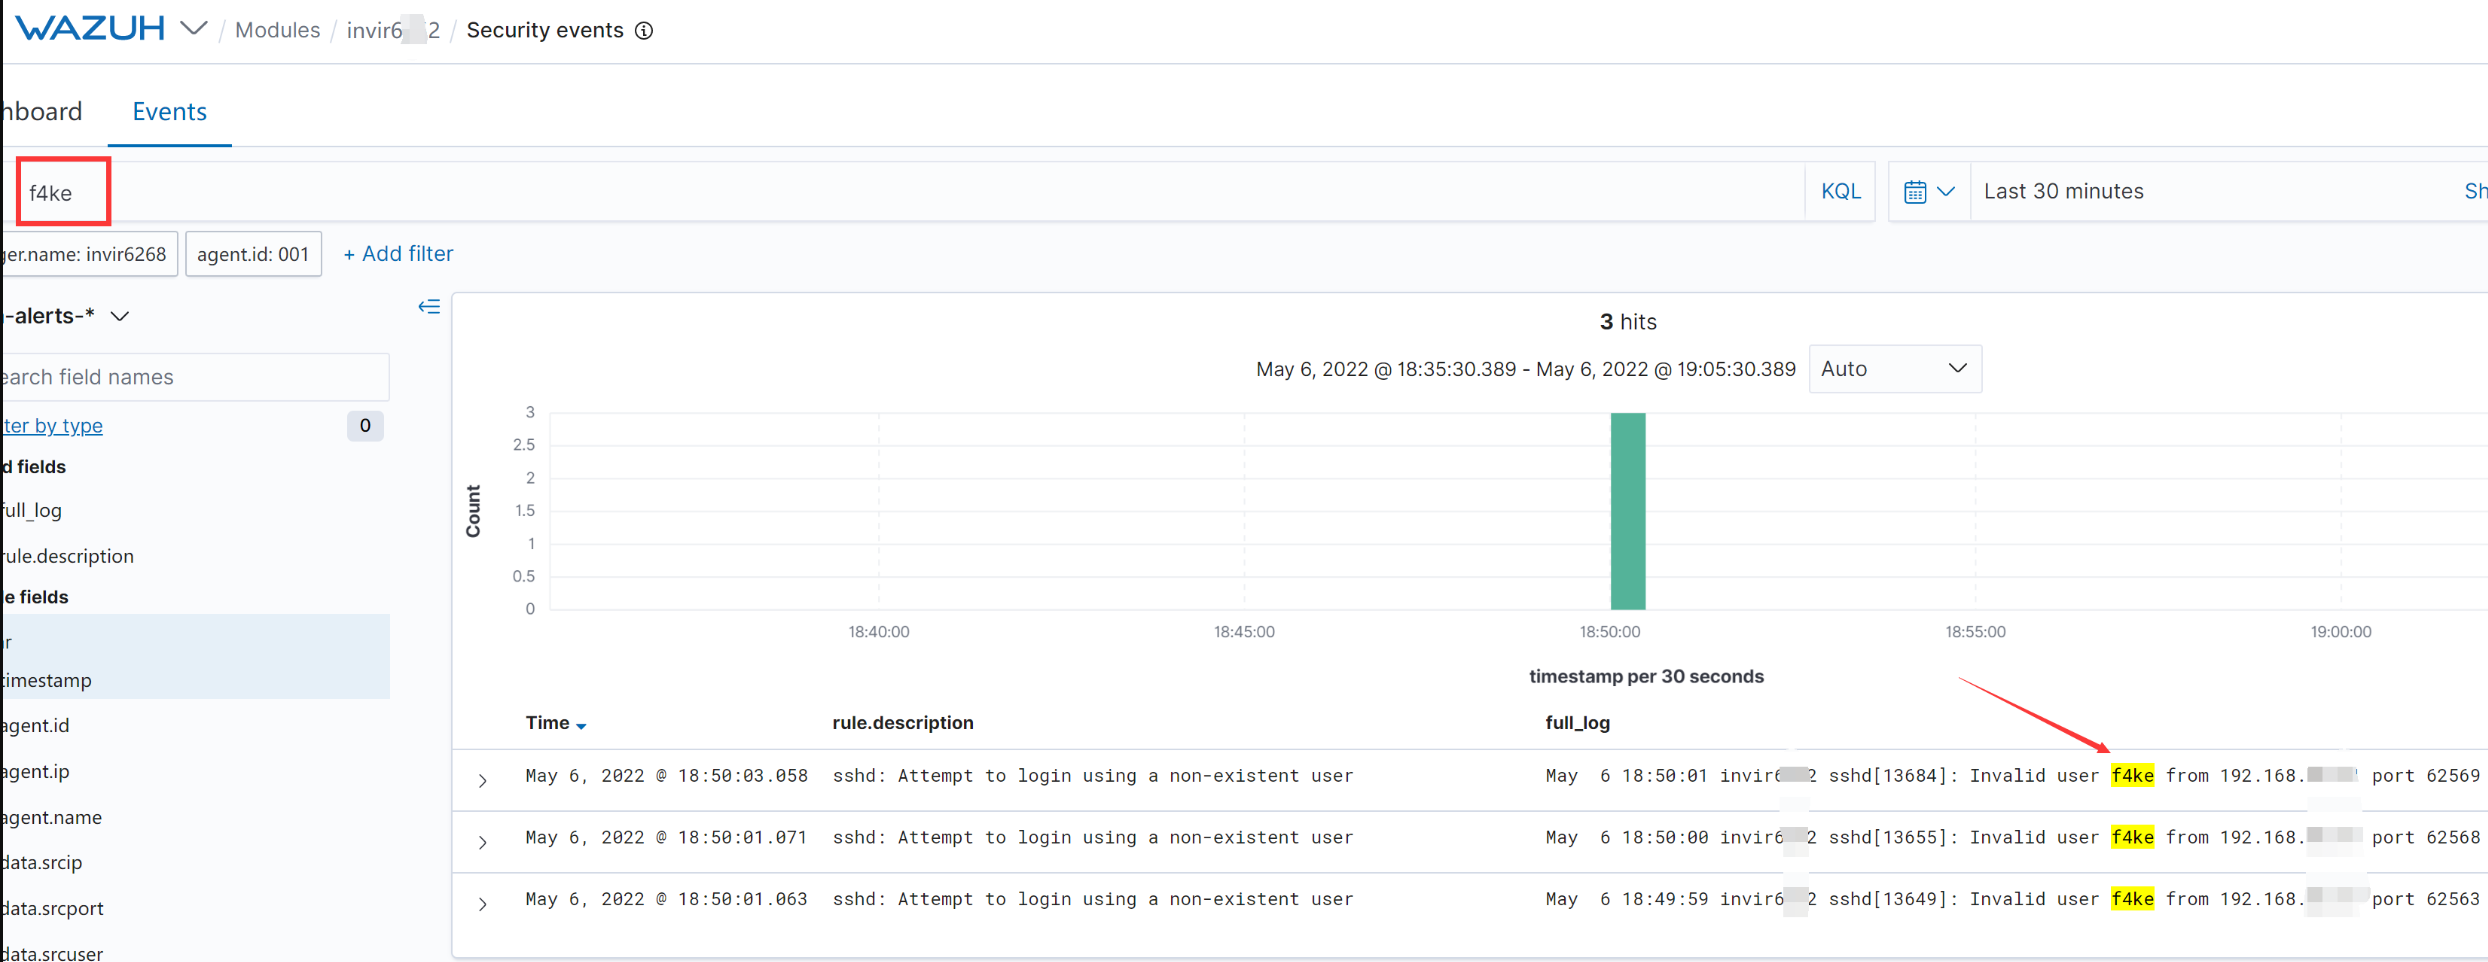 WAZUH / Modules / invir6 2 / Security events
hboard Events
f4ke KQL Last 30 minutes Sh
ger.name: invir6268 agent.id: 001 + Add filter
-alerts-*
earch field names
ter by type 0
d fields
full_log
rule.description
e fields
r
timestamp
agent.id
agent.ip
agent.name
data.srcip
data.srcport
data.srcuser
3 hits
May 6, 2022 @ 18:35:30.389 - May 6, 2022 @ 19:05:30.389 Auto
Count
3
2.5
2
1.5
1
0.5
0
18:40:00 18:45:00 18:50:00 18:55:00 19:00:00
timestamp per 30 seconds
Time rule.description full_log
May 6, 2022 @ 18:50:03.058 sshd: Attempt to login using a non-existent user May 6 18:50:01 invir6 2 sshd[13684]: Invalid user f4ke from 192.168. port 62569
May 6, 2022 @ 18:50:01.071 sshd: Attempt to login using a non-existent user May 6 18:50:00 invir6 2 sshd[13655]: Invalid user f4ke from 192.168. port 62568
May 6, 2022 @ 18:50:01.063 sshd: Attempt to login using a non-existent user May 6 18:49:59 invir6 2 sshd[13649]: Invalid user f4ke from 192.168. port 62563